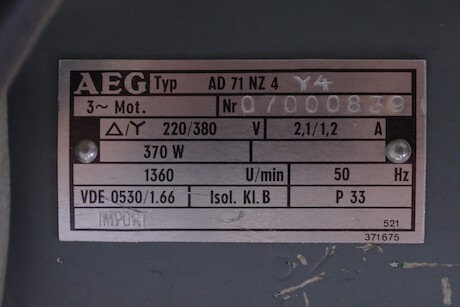 AEG Typ AD 71 NZ 4 Y4
3~ Mot. Nr 07000839
△/Y 220/380 V 2,1/1,2 A
370 W
1360 U/min 50 Hz
VDE 0530/1.66 Isol. Kl. B P 33
IMPORT
521
371675